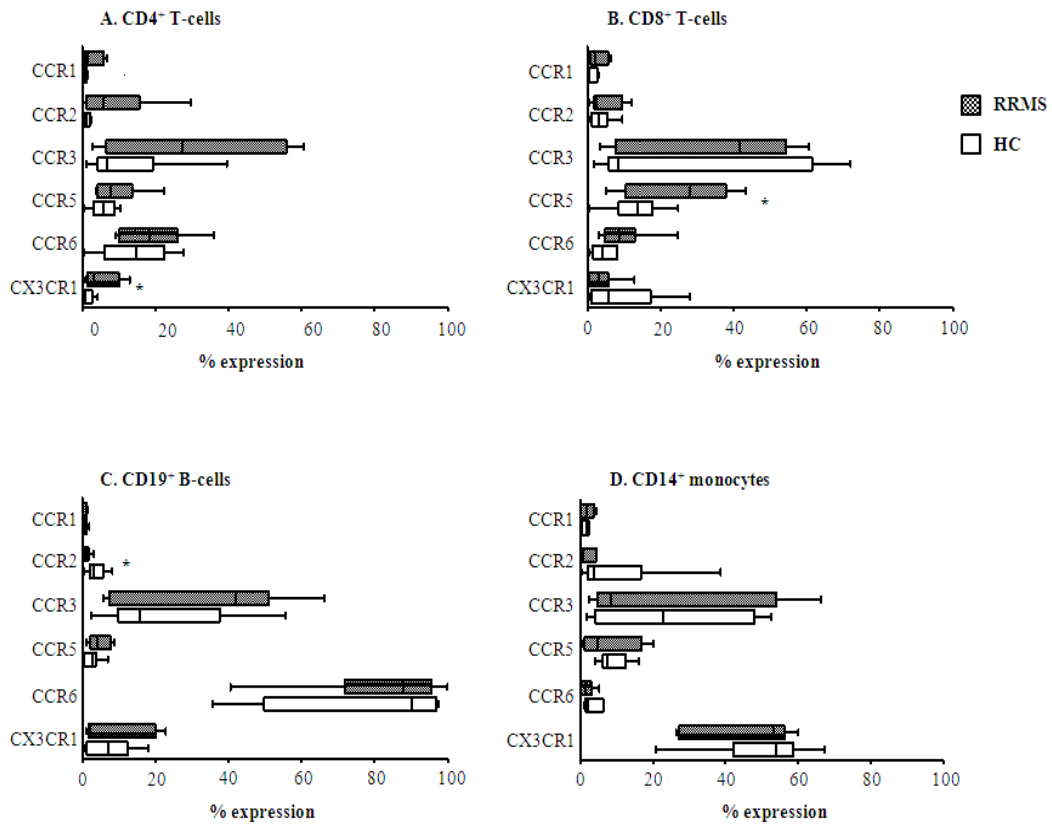 A. CD4⁺ T-cells
CCR1
CCR2
CCR3
CCR5
CCR6
CX3CR1
*
0 20 40 60 80 100
% expression
B. CD8⁺ T-cells
CCR1
CCR2
CCR3
CCR5
*
CCR6
CX3CR1
0 20 40 60 80 100
% expression
RRMS
HC
C. CD19⁺ B-cells
CCR1
CCR2
*
CCR3
CCR5
CCR6
CX3CR1
0 20 40 60 80 100
% expression
D. CD14⁺ monocytes
CCR1
CCR2
CCR3
CCR5
CCR6
CX3CR1
0 20 40 60 80 100
% expression